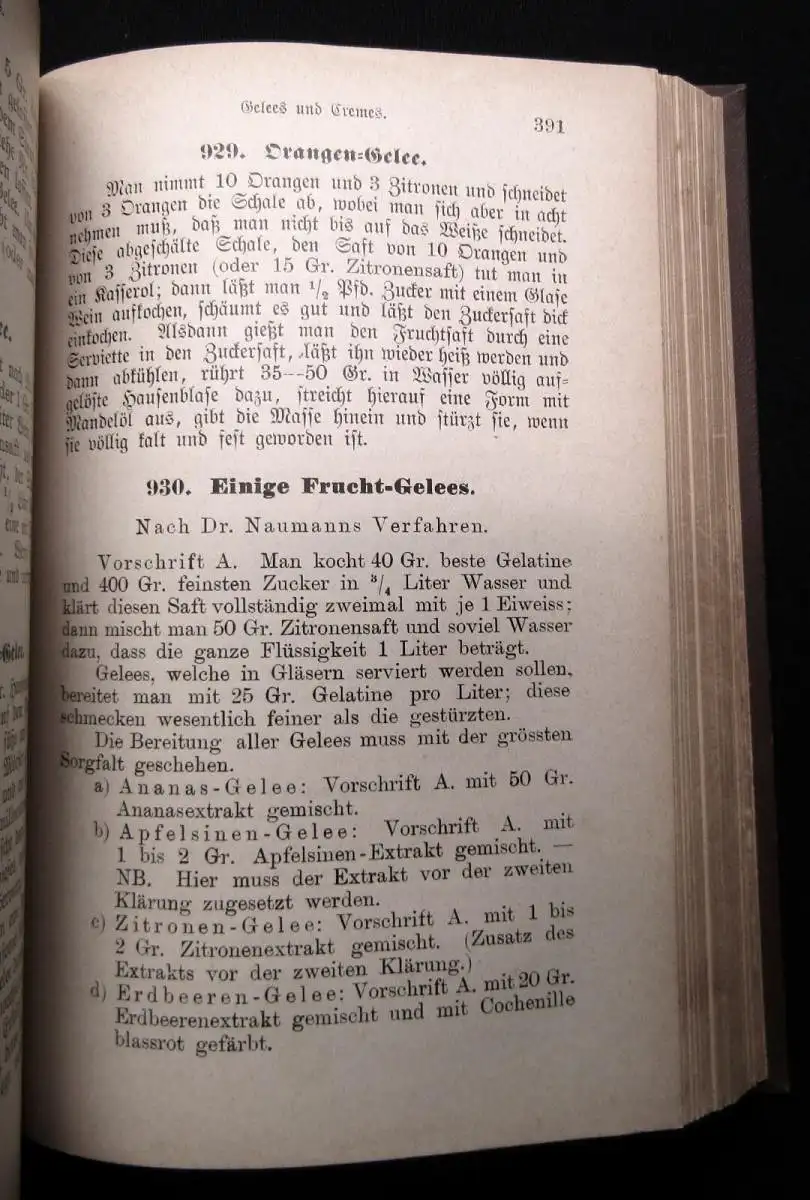 Gelees und Cremes.
391
929. Orangen-Gelee.
Man nimmt 10 Orangen und 3 Zitronen und schneidet
von 3 Orangen die Schale ab, wobei man sich aber in acht
nehmen muß, daß man nicht bis auf das Weiße schneidet.
Diese abgeschälte Schale, den Saft von 10 Orangen und
von 3 Zitronen (oder 15 Gr. Zitronensaft) tut man in
ein Kasserol; dann läßt man 1/2 Pfd. Zucker mit einem Glase
Wein aufkochen, schäumt es gut und läßt den Zuckersaft dick
einkochen. Alsdann gießt man den Fruchtsaft durch eine
Serviette in den Zuckersaft, läßt ihn wieder heiß werden und
dann abkühlen, rührt 35—50 Gr. in Wasser völlig auf-
gelöste Hausenblase dazu, streicht hierauf eine Form mit
Mandelöl aus, gibt die Masse hinein und stürzt sie, wenn
sie völlig kalt und fest geworden ist.
930. Einige Frucht-Gelees.
Nach Dr. Naumanns Verfahren.
Vorschrift A. Man kocht 40 Gr. beste Gelatine
und 400 Gr. feinsten Zucker in 3/4 Liter Wasser und
klärt diesen Saft vollständig zweimal mit je 1 Eiweiss;
dann mischt man 50 Gr. Zitronensaft und soviel Wasser
dazu, dass die ganze Flüssigkeit 1 Liter beträgt.
Gelees, welche in Gläsern serviert werden sollen,
bereitet man mit 25 Gr. Gelatine pro Liter; diese
schmecken wesentlich feiner als die gestürzten.
Die Bereitung aller Gelees muss mit der grössten
Sorgfalt geschehen.
a) Ananas-Gelee: Vorschrift A. mit 50 Gr.
Ananasextrakt gemischt.
b) Apfelsinen-Gelee: Vorschrift A. mit
1 bis 2 Gr. Apfelsinen-Extrakt gemischt. —
NB. Hier muss der Extrakt vor der zweiten
Klärung zugesetzt werden.
c) Zitronen-Gelee: Vorschrift A. mit 1 bis
2 Gr. Zitronenextrakt gemischt. (Zusatz des
Extrakts vor der zweiten Klärung.)
d) Erdbeeren-Gelee: Vorschrift A. mit 20 Gr.
Erdbeerenextrakt gemischt und mit Cochenille
blassrot gefärbt.